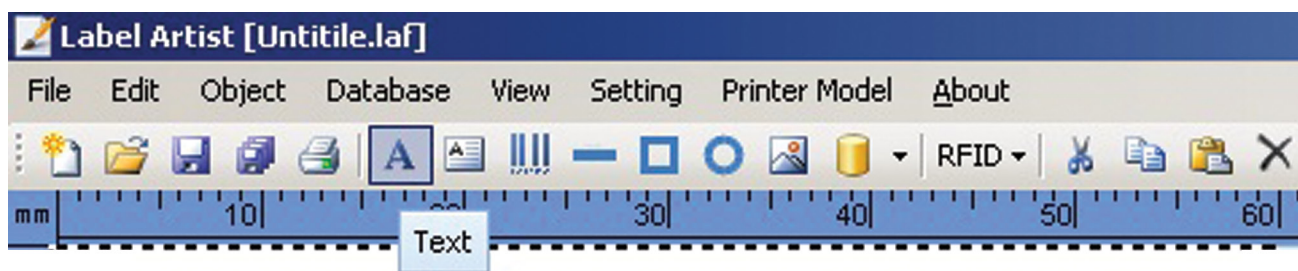 Label Artist [Untitile.laf]
File Edit Object Database View Setting Printer Model About
A A RFID
mm 10 20 30 40 50 60
Text